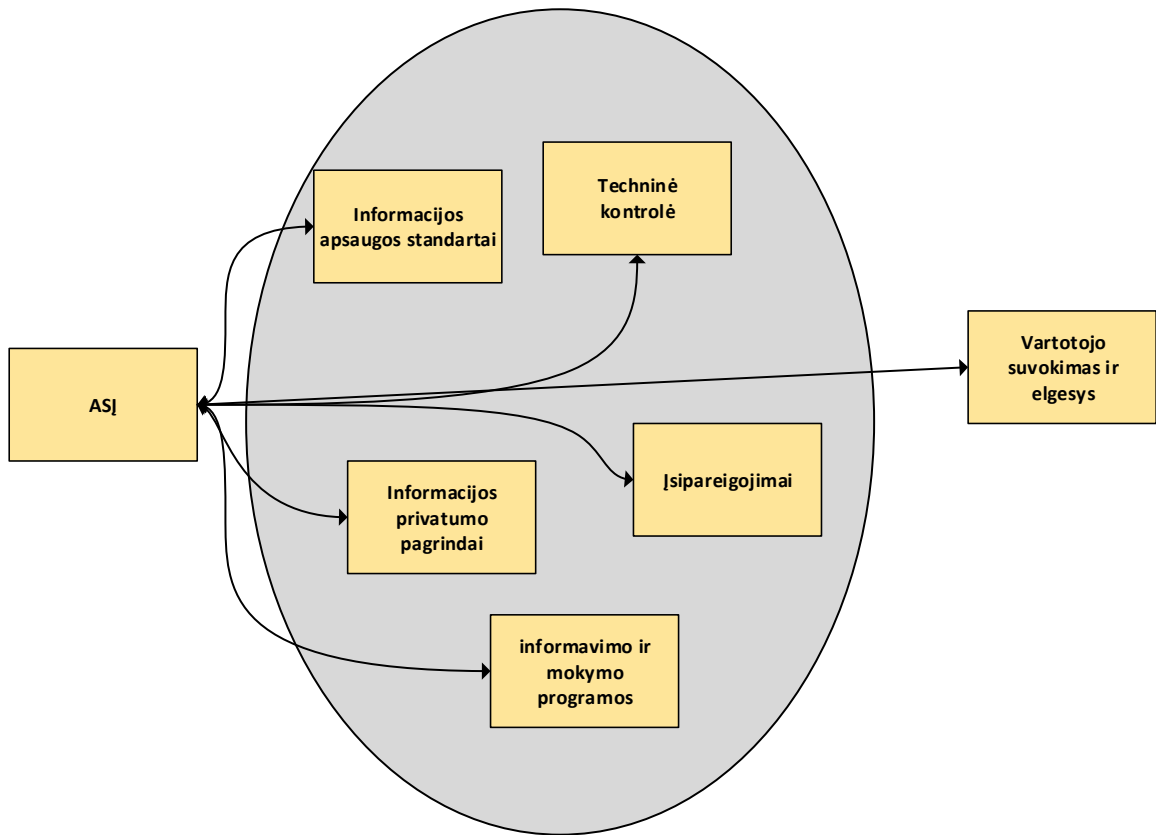 Informacijos
apsaugos standartai
Techninė
kontrolė
ASĮ
Vartotojo
suvokimas ir
elgesys
Įsipareigojimai
Informacijos
privatumo
pagrindai
informavimo ir
mokymo
programos